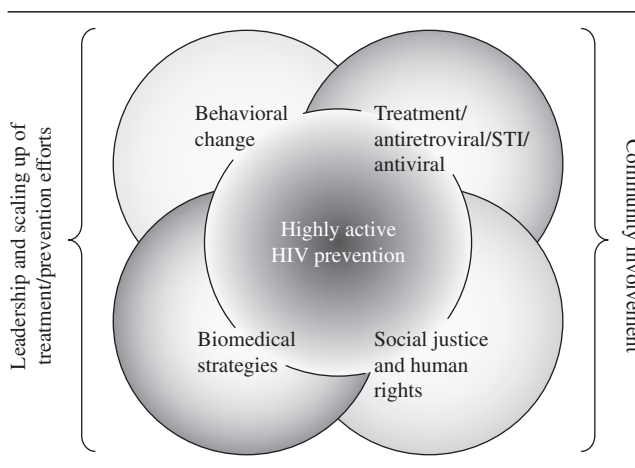 Leadership and scaling up of
treatment/prevention efforts
Behavioral
change
Treatment/
antiretroviral/STI/
antiviral
Highly active
HIV prevention
Biomedical
strategies
Social justice
and human
rights
Community involvement